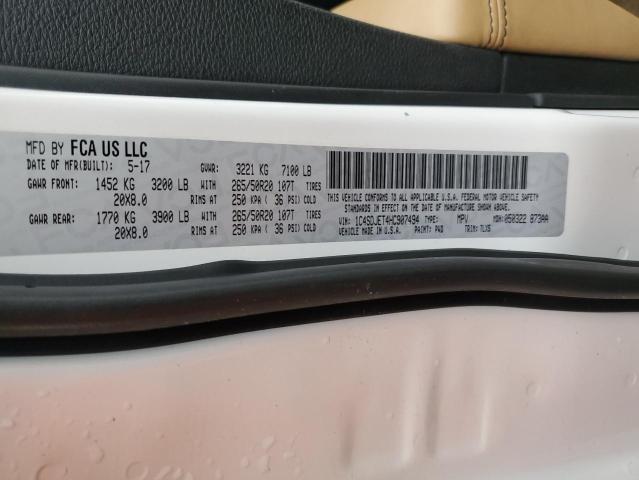 MFD BY FCA US LLC
DATE OF MFR(BUILT): 5-17 GVWR: 3221 KG 7100 LB
GAWR FRONT: 1452 KG 3200 LB WITH 265/50R20 107T TIRES
20X8.0 RIMS AT 250 KPA ( 36 PSI) COLD
GAWR REAR: 1770 KG 3900 LB WITH 265/50R20 107T TIRES
20X8.0 RIMS AT 250 KPA ( 36 PSI) COLD
THIS VEHICLE CONFORMS TO ALL APPLICABLE U.S.A. FEDERAL MOTOR VEHICLE SAFETY
STANDARDS IN EFFECT ON THE DATE OF MANUFACTURE SHOWN ABOVE.
VIN: 1C4SDJET4HC907494 TYPE: MPV MDH: 050322 873AA
VEHICLE MADE IN U.S.A. PAINT: TRIM: TLX5